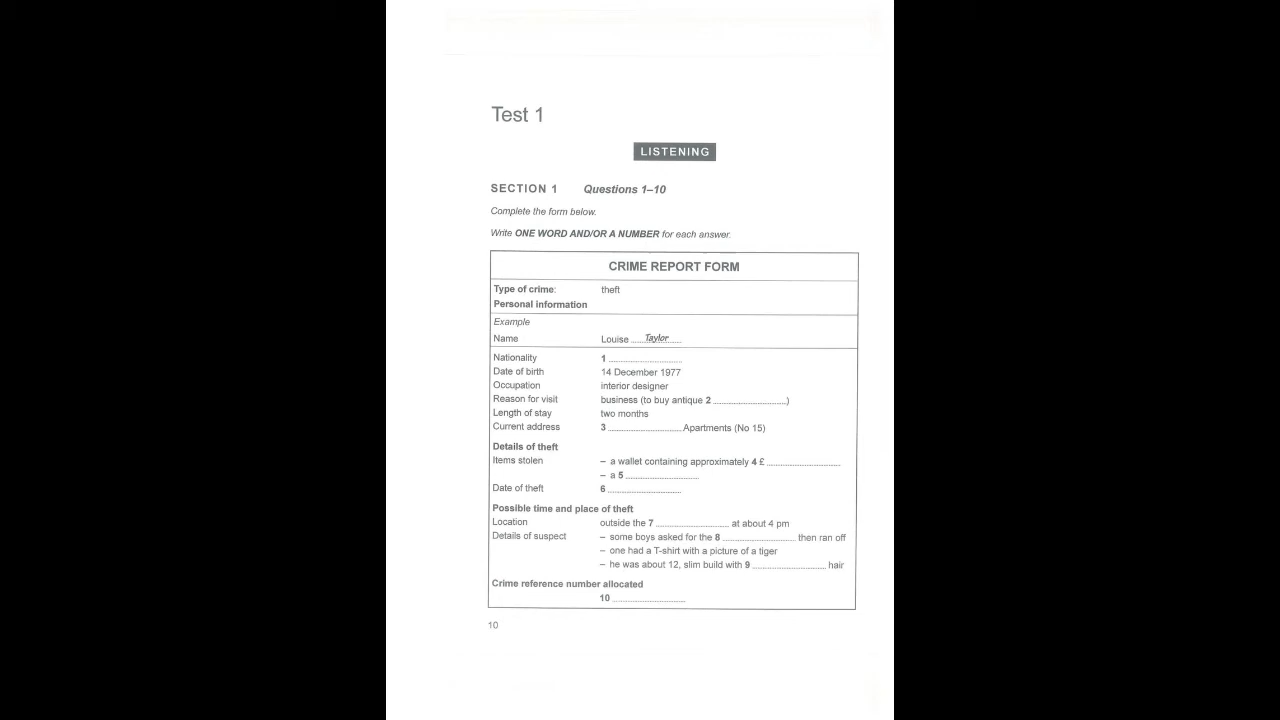 Test 1
LISTENING
SECTION 1 Questions 1–10
Complete the form below.
Write ONE WORD AND/OR A NUMBER for each answer.
CRIME REPORT FORM
Type of crime: theft
Personal information
Example
Name Louise ....Taylor....
Nationality 1 ........................
Date of birth 14 December 1977
Occupation interior designer
Reason for visit business (to buy antique 2 ........................)
Length of stay two months
Current address 3 ........................ Apartments (No 15)
Details of theft
Items stolen – a wallet containing approximately 4 £ ........................
– a 5 ........................
Date of theft 6 ........................
Possible time and place of theft
Location outside the 7 ........................ at about 4 pm
Details of suspect – some boys asked for the 8 ........................ then ran off
– one had a T-shirt with a picture of a tiger
– he was about 12, slim build with 9 ........................ hair
Crime reference number allocated
10 ........................
10